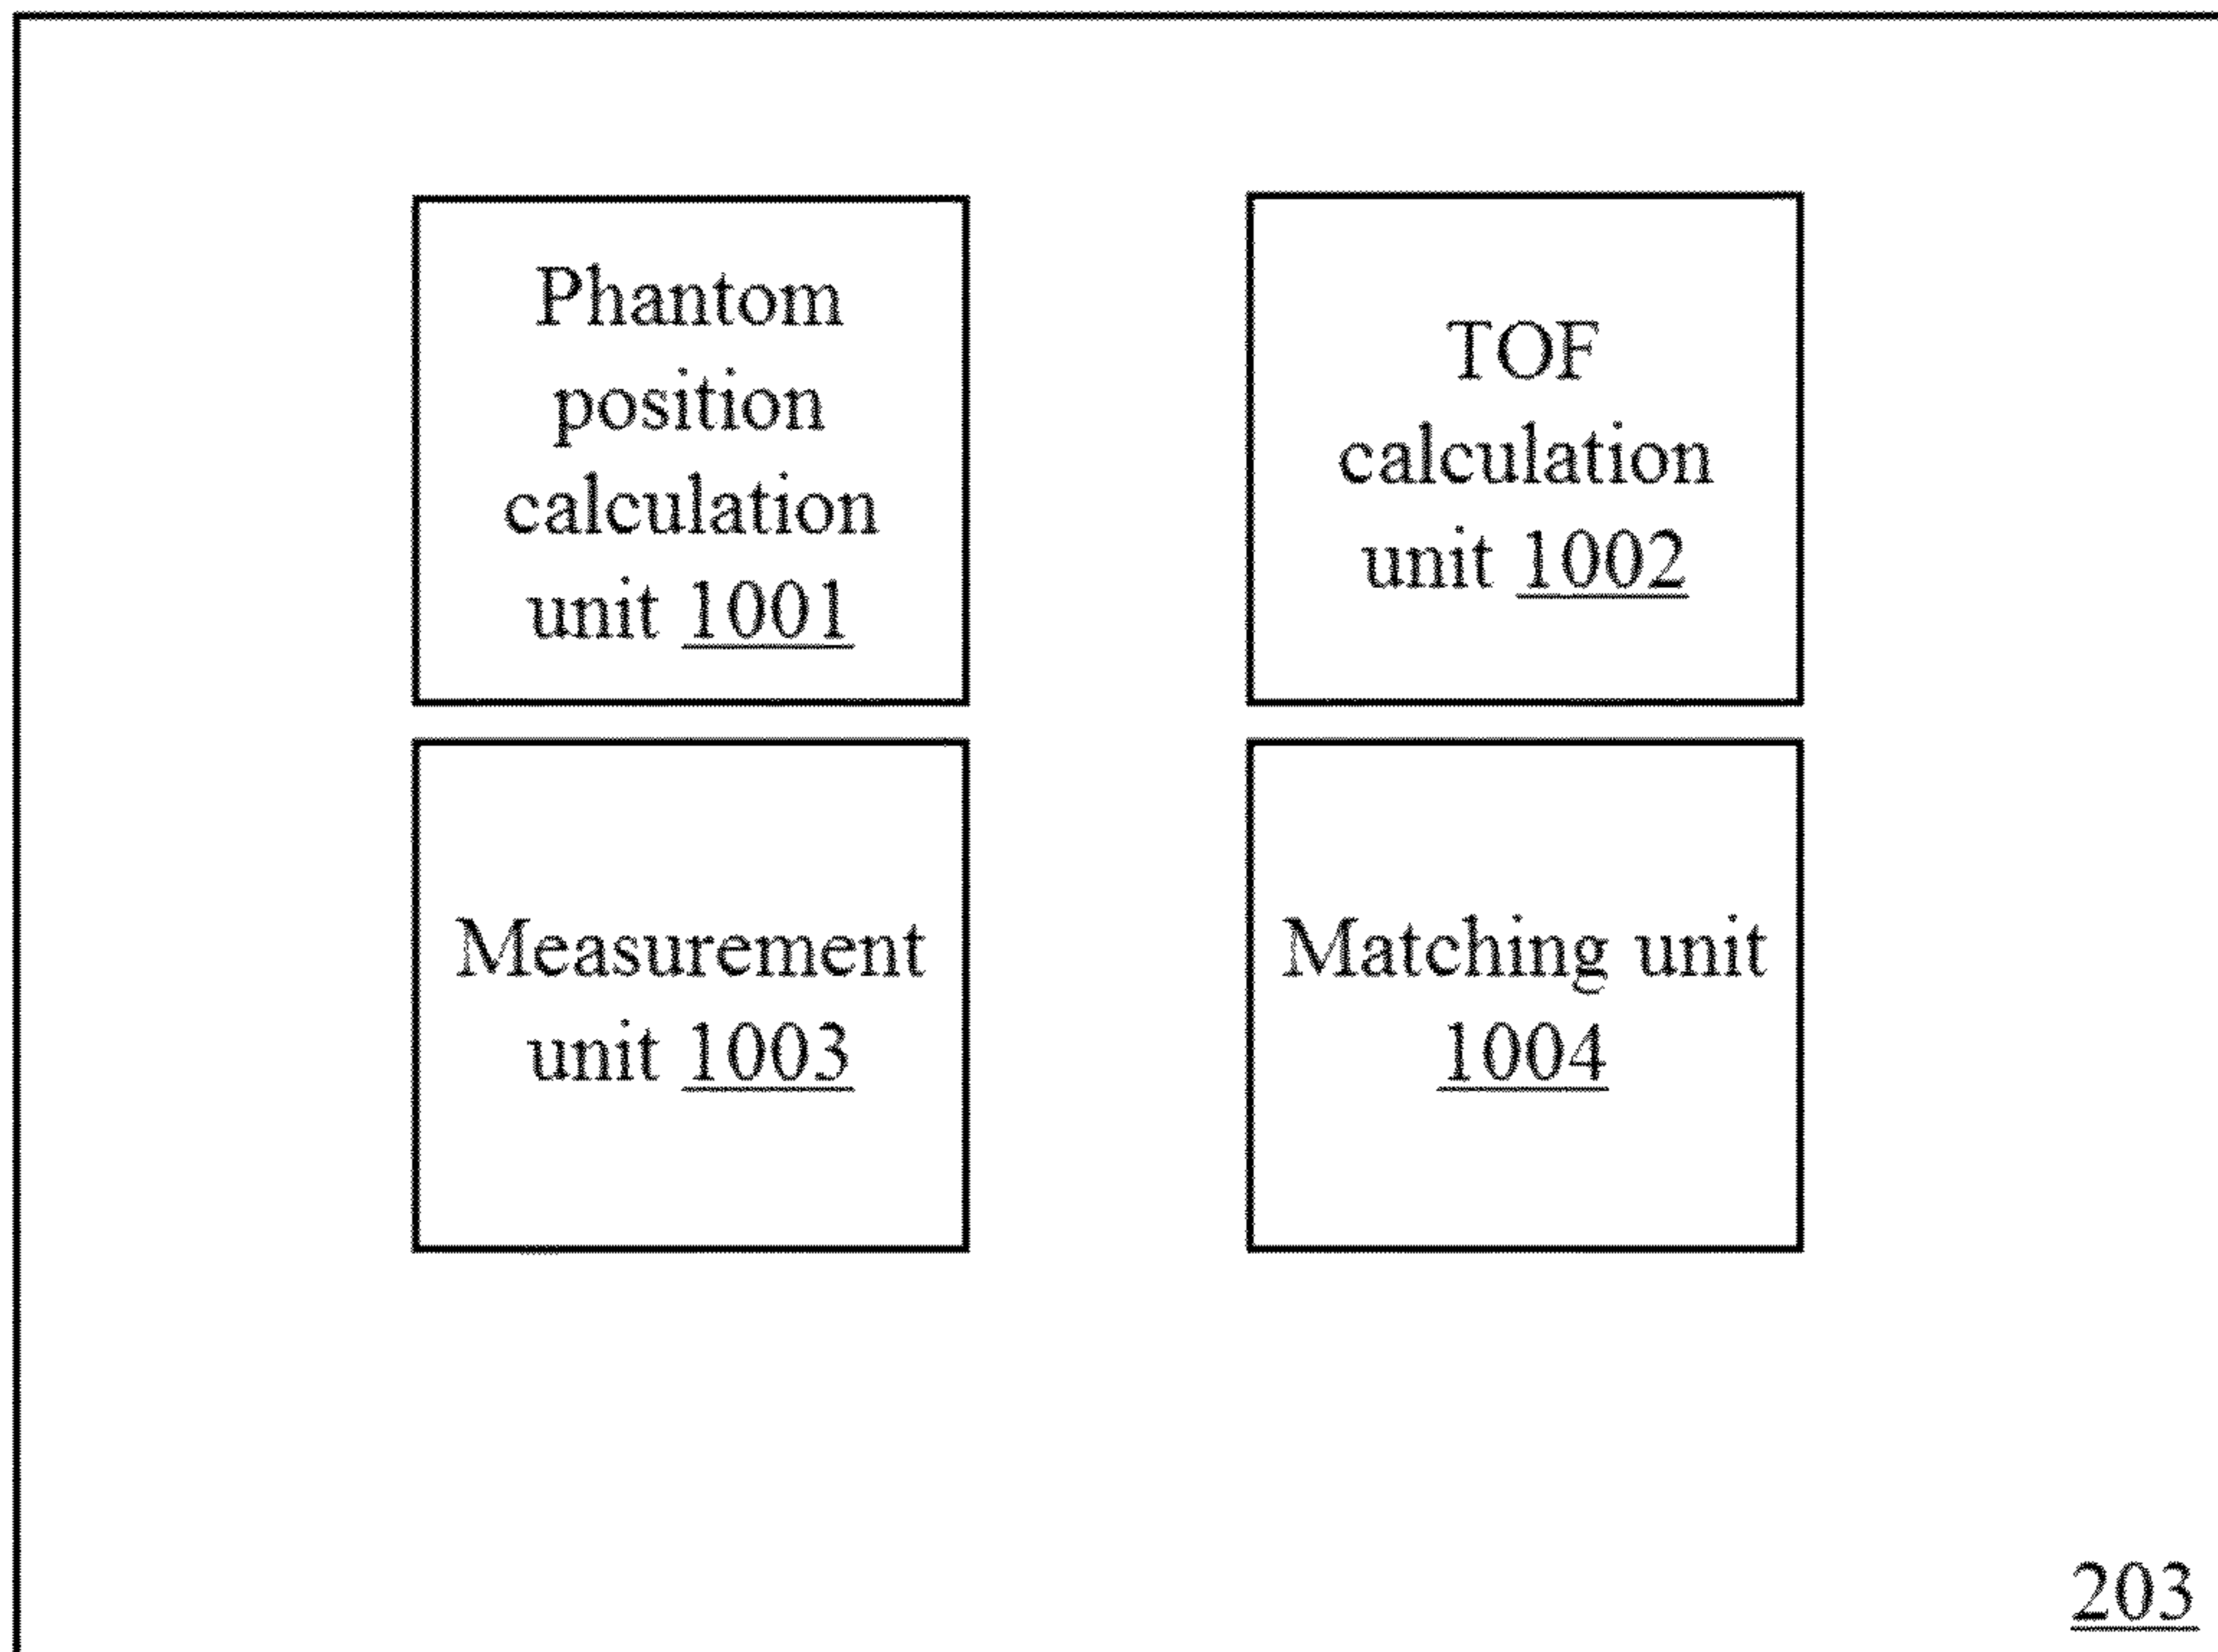 Phantom
position
calculation
unit 1001
TOF
calculation
unit 1002
Measurement
unit 1003
Matching unit
1004
203